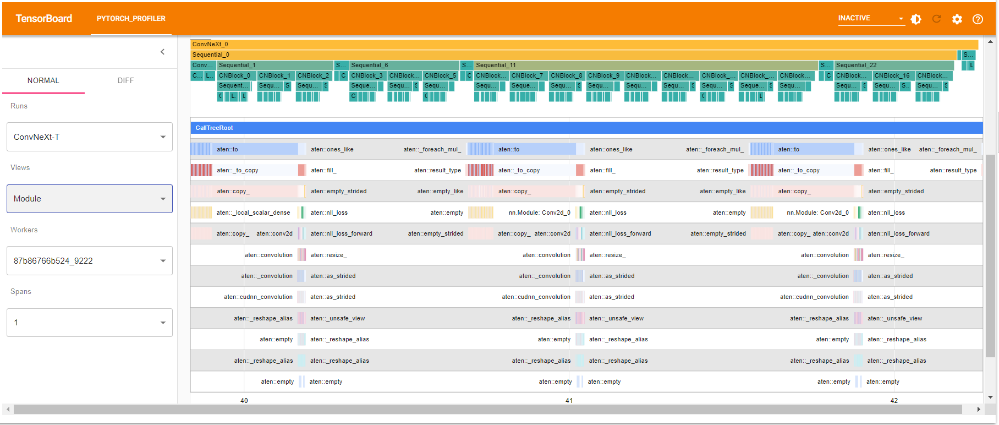 TensorBoard PYTORCH_PROFILER INACTIVE
NORMAL DIFF
Runs
ConvNeXt-T
Views
Module
Workers
87b86766b524_9222
Spans
1
ConvNeXt_0
Sequential_0 S...
Conv... Sequential_1 S... Sequential_6 S... Sequential_11 S... Sequential_22 L
C... L... CNBlock_0 CNBlock_1 CNBlock_2 C CNBlock_3 CNBlock... CNBlock_5 C CNBlock... CNBlock_7 CNBlock_8 CNBlock_9 CNBlock... CNBlock... CNBlock... CNBlock_... CNBlock... C CNBlock... CNBlock_16 CNBlock...
Sequent... Sequ... S Sequ... S Seque... Sequ... S Sequ... Sequ... Sequ... Sequ... Sequ... Sequ... Sequ... Sequ... S Seque... S Sequ... Sequ... S Sequ... S... Sequ... S
C L... L C C C L
CallTreeRoot
aten::to aten::ones_like aten::_foreach_mul_ aten::to aten::ones_like aten::_foreach_mul_ aten::to aten::ones_like aten::_foreach_mul_
aten::_to_copy aten::fill_ aten::result_type aten::_to_copy aten::fill_ aten::result_type aten::_to_copy aten::fill_ aten::result_type
aten::copy_ aten::empty_strided aten::empty_like aten::copy_ aten::empty_strided aten::empty_like aten::copy_ aten::empty_strided
aten::_local_scalar_dense aten::nll_loss aten::empty nn.Module: Conv2d_0 aten::nll_loss aten::empty nn.Module: Conv2d_0 aten::nll_loss
aten::copy_ aten::conv2d aten::nll_loss_forward aten::empty_strided aten::copy_ aten::conv2d aten::nll_loss_forward aten::empty_strided aten::copy_ aten::conv2d aten::nll_loss_forward
aten::convolution aten::resize_ aten::convolution aten::resize_ aten::convolution aten::resize_
aten::_convolution aten::as_strided aten::_convolution aten::as_strided aten::_convolution aten::as_strided
aten::cudnn_convolution aten::as_strided aten::cudnn_convolution aten::as_strided aten::cudnn_convolution aten::as_strided
aten::_reshape_alias aten::_unsafe_view aten::_reshape_alias aten::_unsafe_view aten::_reshape_alias aten::_unsafe_view
aten::empty aten::_reshape_alias aten::empty aten::_reshape_alias aten::empty aten::_reshape_alias
aten::_reshape_alias aten::_reshape_alias aten::_reshape_alias aten::_reshape_alias aten::_reshape_alias aten::_reshape_alias
aten::empty aten::empty aten::empty aten::empty aten::empty aten::empty
40 41 42